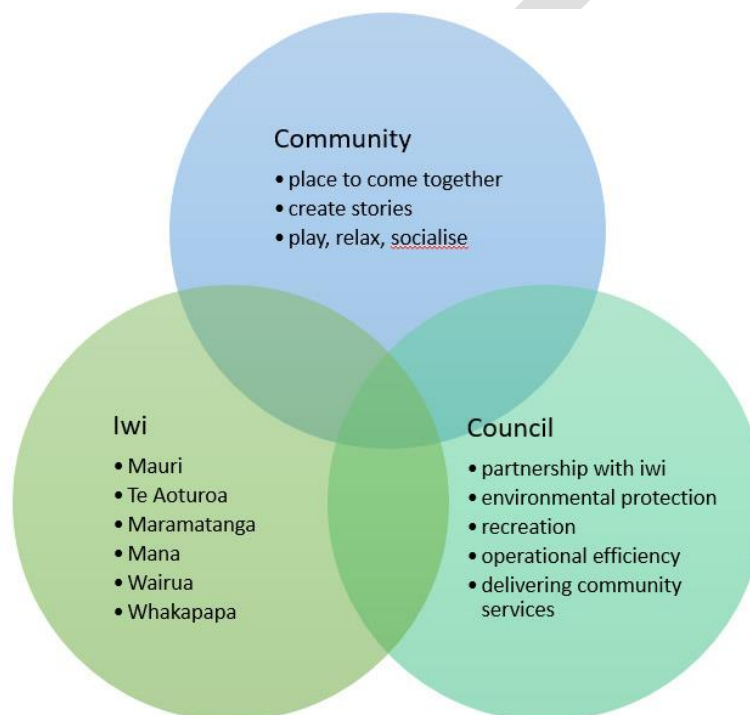 Community
• place to come together
• create stories
• play, relax, socialise
Iwi
• Mauri
• Te Aoturoa
• Maramatanga
• Mana
• Wairua
• Whakapapa
Council
• partnership with iwi
• environmental protection
• recreation
• operational efficiency
• delivering community
services